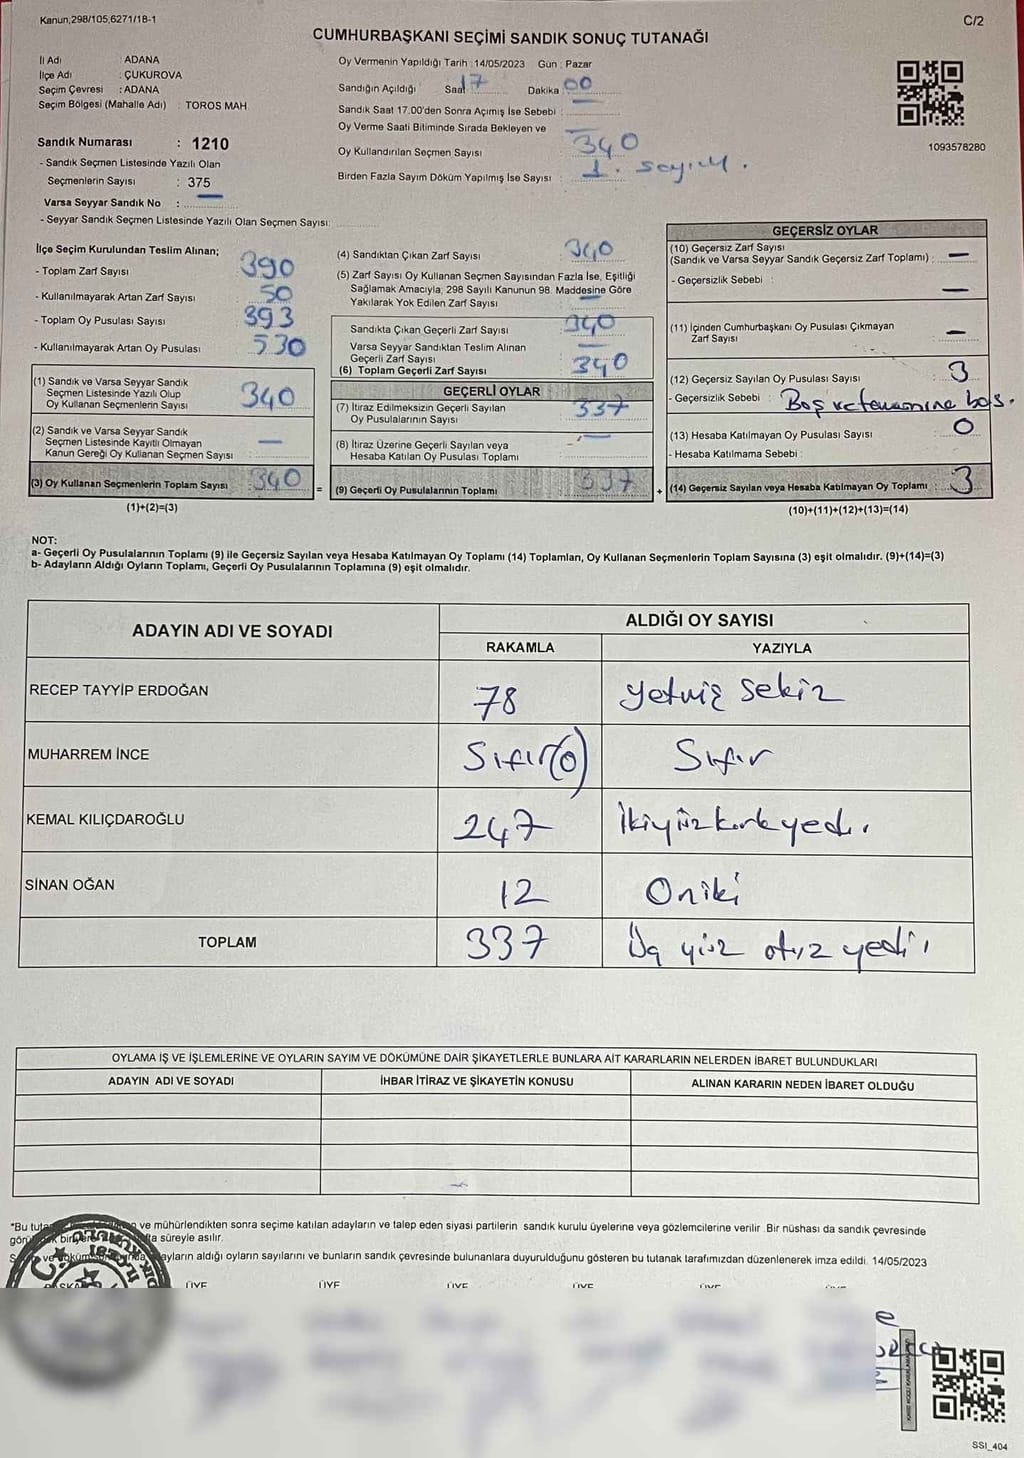 Kanun,298/105,6271/18-1
C/2
CUMHURBAŞKANI SEÇİMİ SANDIK SONUÇ TUTANAĞI
İl Adı : ADANA
İlçe Adı : ÇUKUROVA
Seçim Çevresi : ADANA
Seçim Bölgesi (Mahalle Adı) : TOROS MAH.
Sandık Numarası : 1210
- Sandık Seçmen Listesinde Yazılı Olan
Seçmenlerin Sayısı : 375
Varsa Seyyar Sandık No :
- Seyyar Sandık Seçmen Listesinde Yazılı Olan Seçmen Sayısı:
Oy Vermenin Yapıldığı Tarih : 14/05/2023 Gün : Pazar
Sandığın Açıldığı Saat 17 Dakika 00
Sandık Saat 17.00'den Sonra Açımış İse Sebebi :
Oy Verme Saati Bitiminde Sırada Bekleyen ve
Oy Kullandırılan Seçmen Sayısı 340
Birden Fazla Sayım Döküm Yapılmış İse Sayısı : 1. sayım.
1093578280
İlçe Seçim Kurulundan Teslim Alınan;
- Toplam Zarf Sayısı : 390
- Kullanılmayarak Artan Zarf Sayısı : 50
- Toplam Oy Pusulası Sayısı : 393
- Kullanılmayarak Artan Oy Pusulası : 530
(1) Sandık ve Varsa Seyyar Sandık
Seçmen Listesinde Yazılı Olup
Oy Kullanan Seçmenlerin Sayısı : 340
(2) Sandık ve Varsa Seyyar Sandık
Seçmen Listesinde Kayıtlı Olmayan
Kanun Gereği Oy Kullanan Seçmen Sayısı : —
(3) Oy Kullanan Seçmenlerin Toplam Sayısı : 340
(1)+(2)=(3)
=
(4) Sandıktan Çıkan Zarf Sayısı : 340
(5) Zarf Sayısı Oy Kullanan Seçmen Sayısından Fazla İse, Eşitliği
Sağlamak Amacıyla; 298 Sayılı Kanunun 98. Maddesine Göre
Yakılarak Yok Edilen Zarf Sayısı : —
Sandıkta Çıkan Geçerli Zarf Sayısı : 340
Varsa Seyyar Sandıktan Teslim Alınan
Geçerli Zarf Sayısı : —
(6) Toplam Geçerli Zarf Sayısı : 340
GEÇERLİ OYLAR
(7) İtiraz Edilmeksizin Geçerli Sayılan
Oy Pusulalarının Sayısı : 337
(8) İtiraz Üzerine Geçerli Sayılan veya
Hesaba Katılan Oy Pusulası Toplamı : —
(9) Geçerli Oy Pusulalarının Toplamı : 337
+
GEÇERSİZ OYLAR
(10) Geçersiz Zarf Sayısı
(Sandık ve Varsa Seyyar Sandık Geçersiz Zarf Toplamı) : —
- Geçersizlik Sebebi : —
(11) İçinden Cumhurbaşkanı Oy Pusulası Çıkmayan
Zarf Sayısı : —
(12) Geçersiz Sayılan Oy Pusulası Sayısı : 3
- Geçersizlik Sebebi : Boş ve tamamına bas.
(13) Hesaba Katılmayan Oy Pusulası Sayısı : 0
- Hesaba Katılmama Sebebi :
(14) Geçersiz Sayılan veya Hesaba Katılmayan Oy Toplamı : 3
(10)+(11)+(12)+(13)=(14)
NOT:
a- Geçerli Oy Pusulalarının Toplamı (9) ile Geçersiz Sayılan veya Hesaba Katılmayan Oy Toplamı (14) Toplamları, Oy Kullanan Seçmenlerin Toplam Sayısına (3) eşit olmalıdır. (9)+(14)=(3)
b- Adayların Aldığı Oyların Toplamı, Geçerli Oy Pusulalarının Toplamına (9) eşit olmalıdır.
ADAYIN ADI VE SOYADI
ALDIĞI OY SAYISI
RAKAMLA YAZIYLA
RECEP TAYYİP ERDOĞAN 78 Yetmiş Sekiz
MUHARREM İNCE Sıfır(0) Sıfır
KEMAL KILIÇDAROĞLU 247 İkiyüz kırk yedi.
SİNAN OĞAN 12 Oniki
TOPLAM 337 Üç yüz otuz yedi.
OYLAMA İŞ VE İŞLEMLERİNE VE OYLARIN SAYIM VE DÖKÜMÜNE DAİR ŞİKAYETLERLE BUNLARA AİT KARARLARIN NELERDEN İBARET BULUNDUKLARI
ADAYIN ADI VE SOYADI İHBAR İTİRAZ VE ŞİKAYETİN KONUSU ALINAN KARARIN NEDEN İBARET OLDUĞU
*Bu ve mühürlendikten sonra seçime katılan adayların ve talep eden siyasi partilerin sandık kurulu üyelerine veya gözlemcilerine verilir. Bir nüshası da sandık çevresinde
süreyle asılır.
aldığı oyların sayılarını ve bunların sandık çevresinde bulunanlara duyurulduğunu gösteren bu tutanak tarafımızdan düzenlenerek imza edildi. 14/05/2023
ÜYE ÜYE ÜYE ÜYE ÜYE
SSI_404